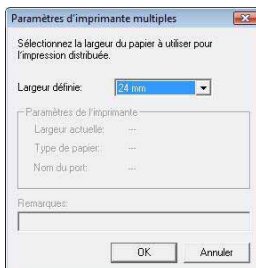 Paramètres d'imprimante multiples
Sélectionnez la largeur du papier à utiliser pour
l'impression distribuée.
Largeur définie: 24 mm
Paramètres de l'imprimante
Largeur actuelle: ---
Type de papier: ---
Nom du port: ---
Remarques:
OK Annuler